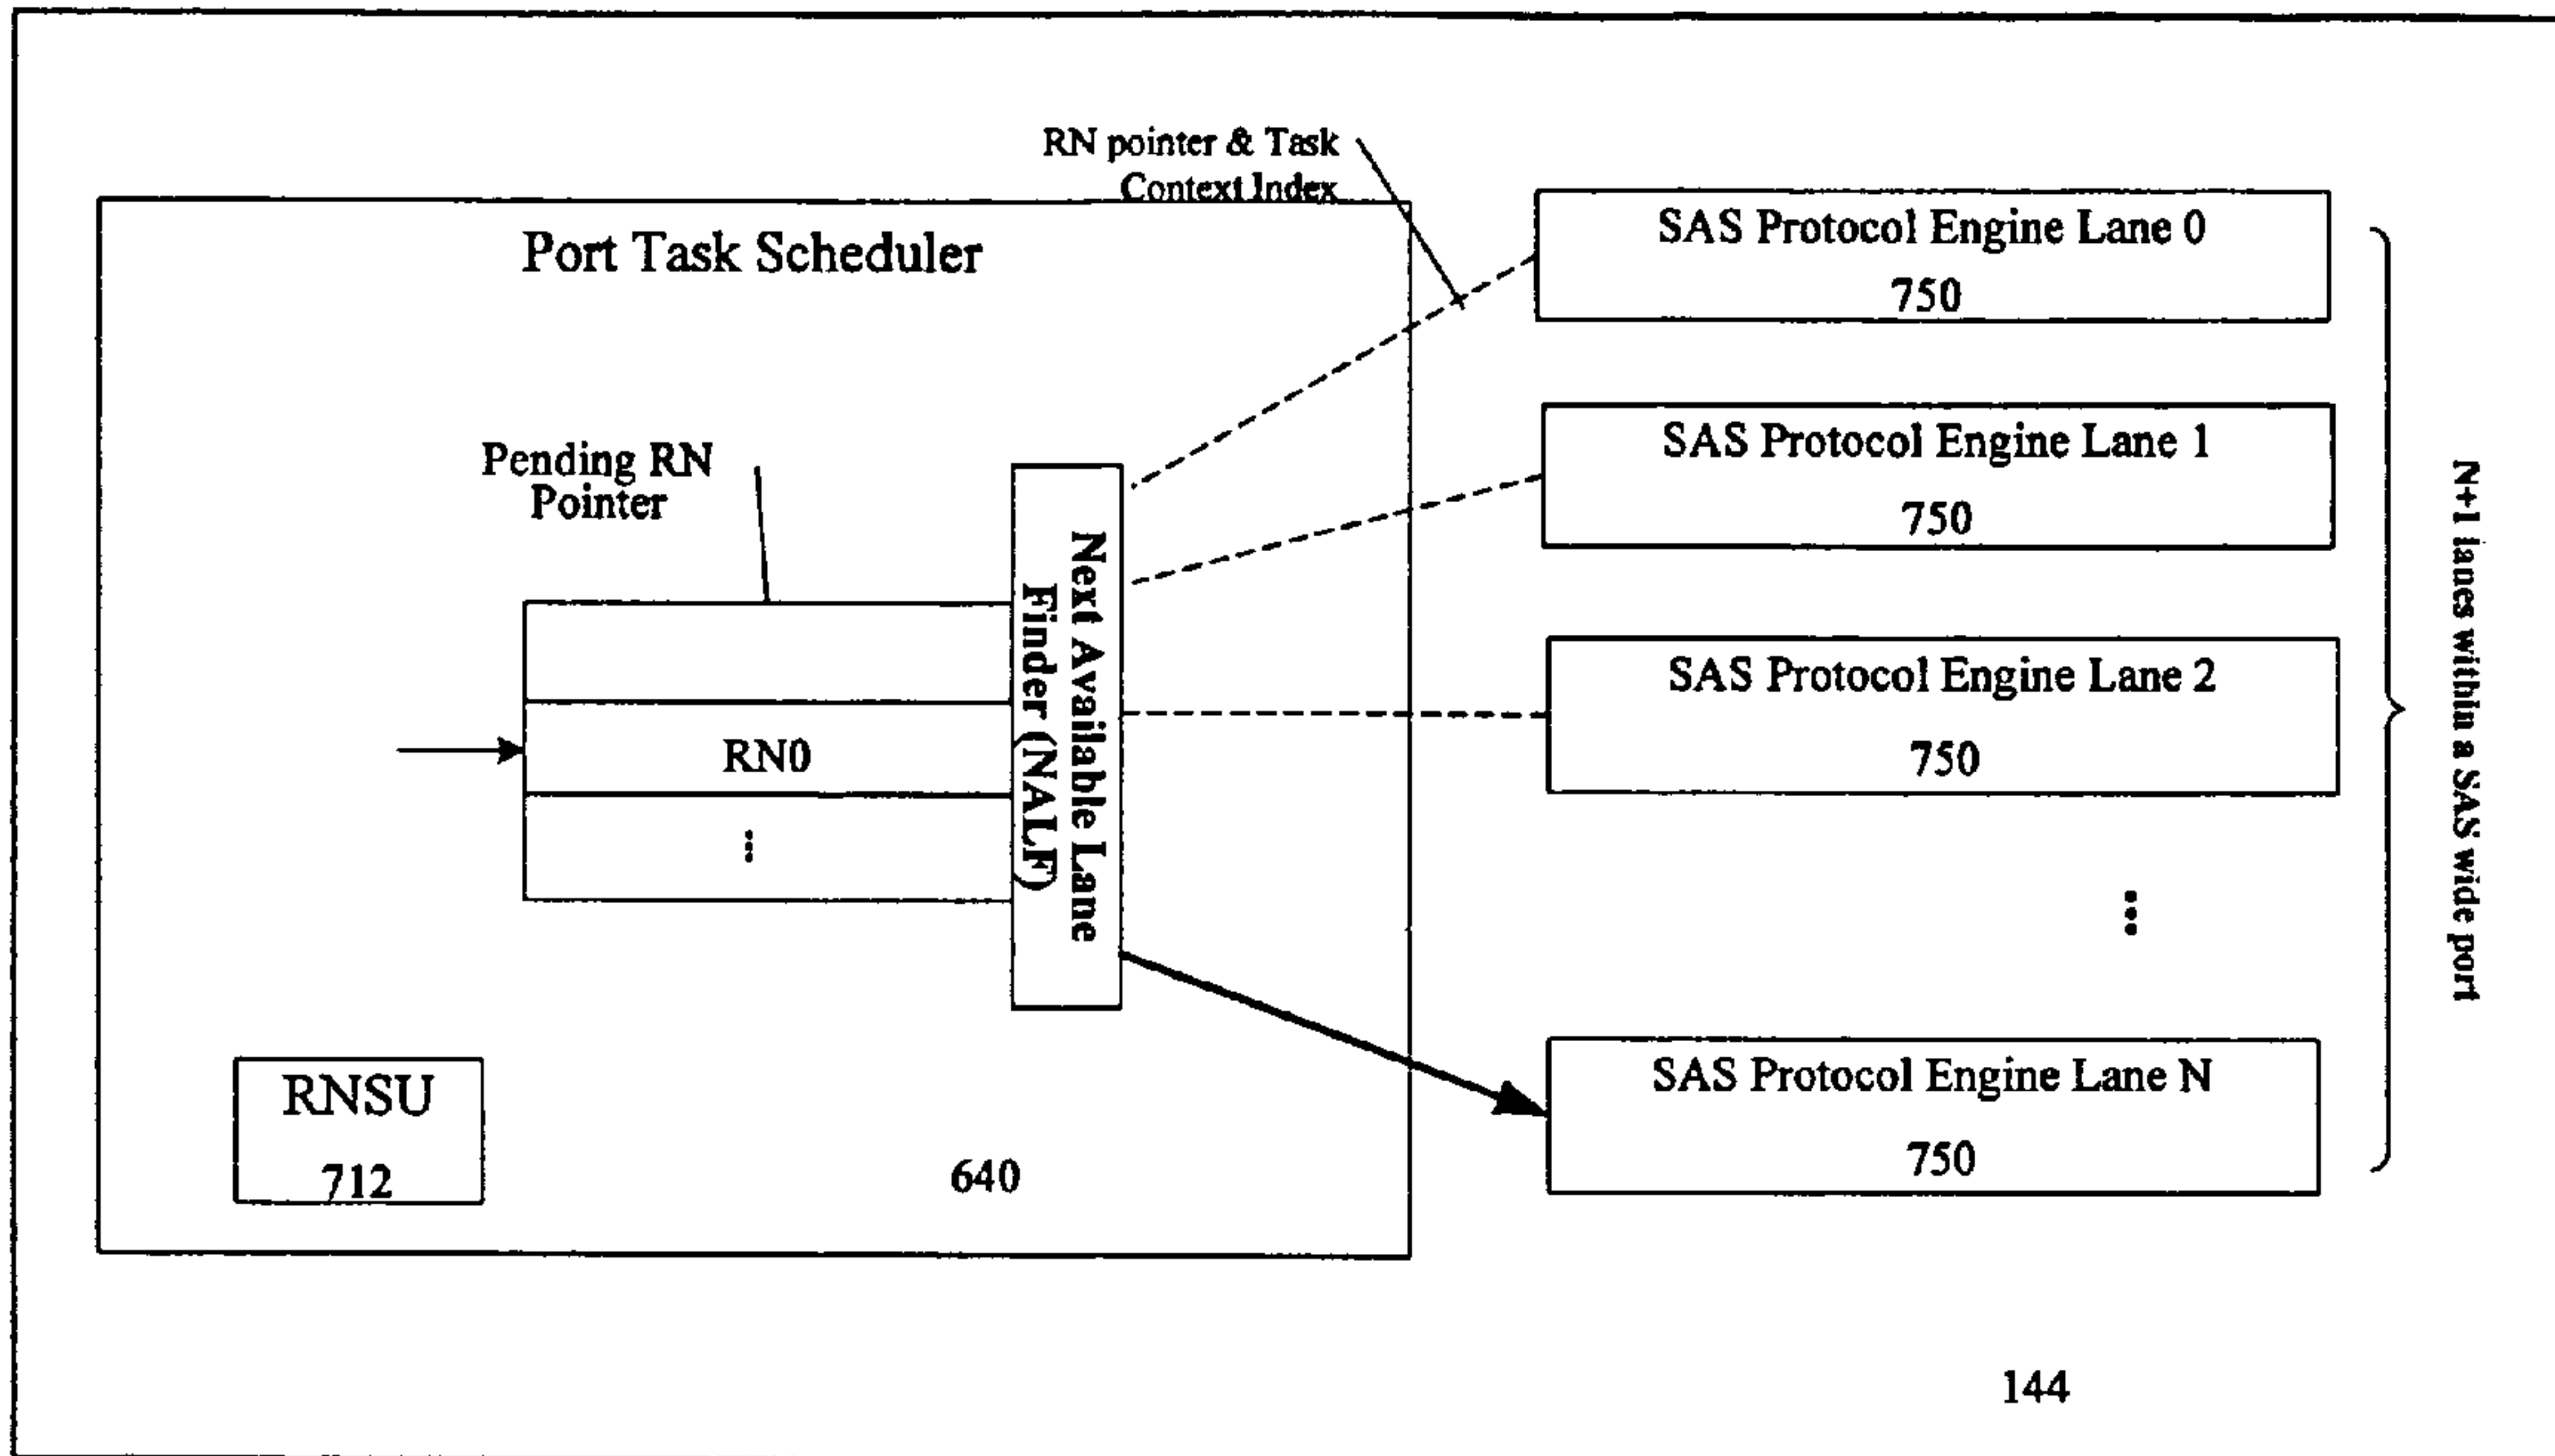 RN pointer & Task
Context Index
Port Task Scheduler
Pending RN
Pointer
RN0
...
Next Available Lane
Finder (NALF)
RNSU
712
640
SAS Protocol Engine Lane 0
750
SAS Protocol Engine Lane 1
750
SAS Protocol Engine Lane 2
750
...
SAS Protocol Engine Lane N
750
N+1 lanes within a SAS wide port
144